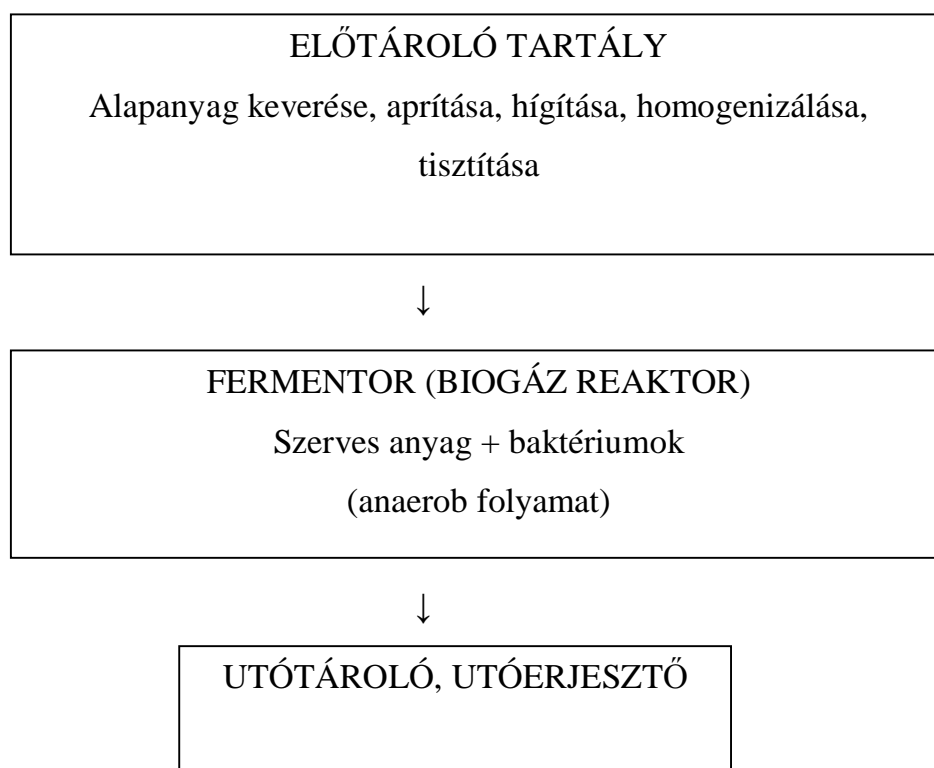 ELŐTÁROLÓ TARTÁLY
Alapanyag keverése, aprítása, hígítása, homogenizálása,
tisztítása
↓
FERMENTOR (BIOGÁZ REAKTOR)
Szerves anyag + baktériumok
(anaerob folyamat)
↓
UTÓTÁROLÓ, UTÓERJESZTŐ